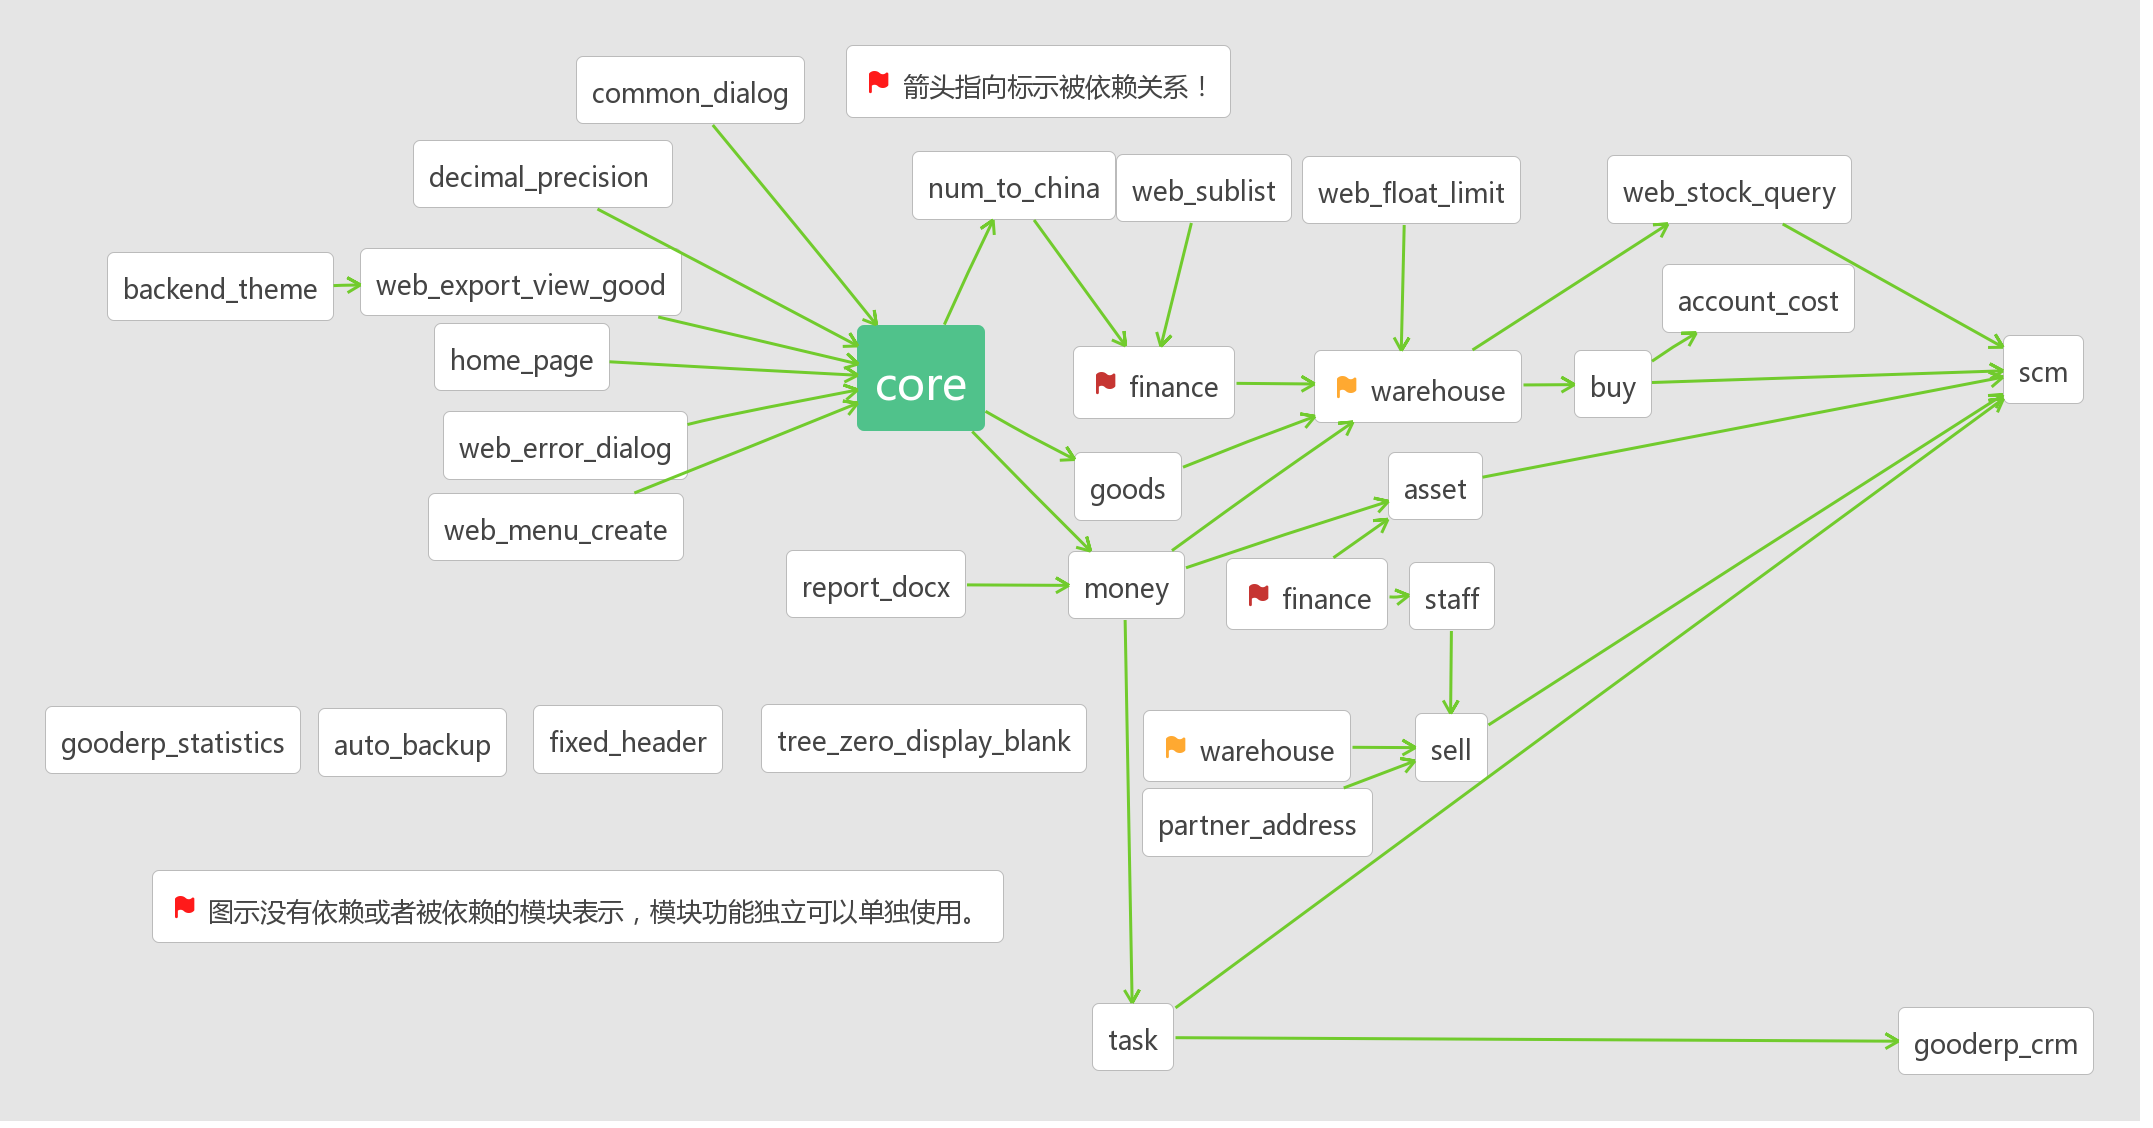 common_dialog
箭头指向标示被依赖关系！
decimal_precision
num_to_china
web_sublist
web_float_limit
web_stock_query
backend_theme
web_export_view_good
account_cost
home_page
core
finance
warehouse
buy
scm
web_error_dialog
goods
asset
web_menu_create
report_docx
money
finance
staff
gooderp_statistics
auto_backup
fixed_header
tree_zero_display_blank
warehouse
sell
partner_address
图示没有依赖或者被依赖的模块表示，模块功能独立可以单独使用。
task
gooderp_crm